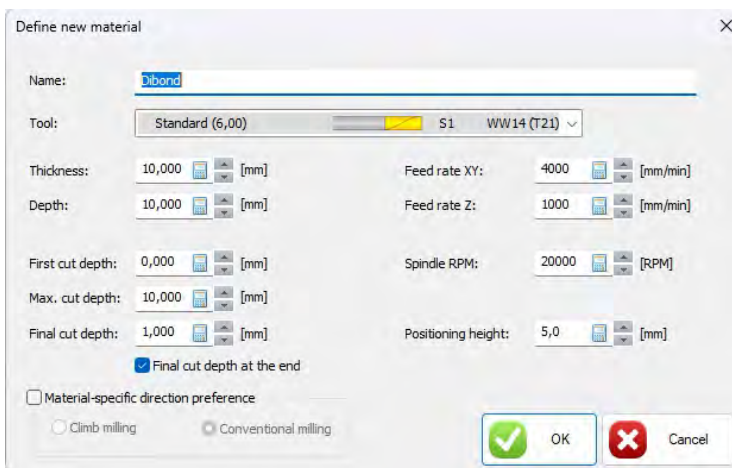 Define new material
Name: Dibond
Tool: Standard (6,00) S1 WW14 (T21)
Thickness: 10,000 [mm] Feed rate XY: 4000 [mm/min]
Depth: 10,000 [mm] Feed rate Z: 1000 [mm/min]
First cut depth: 0,000 [mm] Spindle RPM: 20000 [RPM]
Max. cut depth: 10,000 [mm]
Final cut depth: 1,000 [mm] Positioning height: 5,0 [mm]
Final cut depth at the end
Material-specific direction preference
Climb milling Conventional milling
OK Cancel